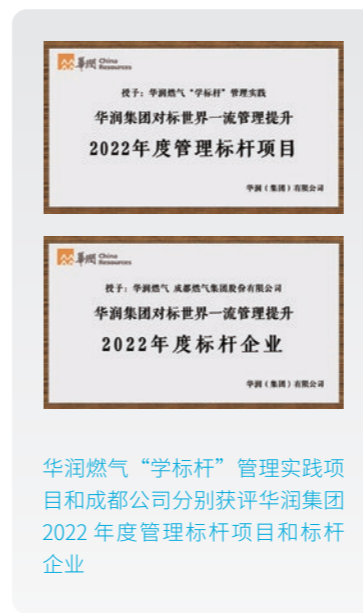 華潤 China
Resources
授予：华润燃气“学标杆”管理实践
华润集团对标世界一流管理提升
2022年度管理标杆项目
华润（集团）有限公司
華潤 China
Resources
授予：华润燃气 成都燃气集团股份有限公司
华润集团对标世界一流管理提升
2022年度标杆企业
华润（集团）有限公司
华润燃气“学标杆”管理实践项
目和成都公司分别获评华润集团
2022 年度管理标杆项目和标杆
企业